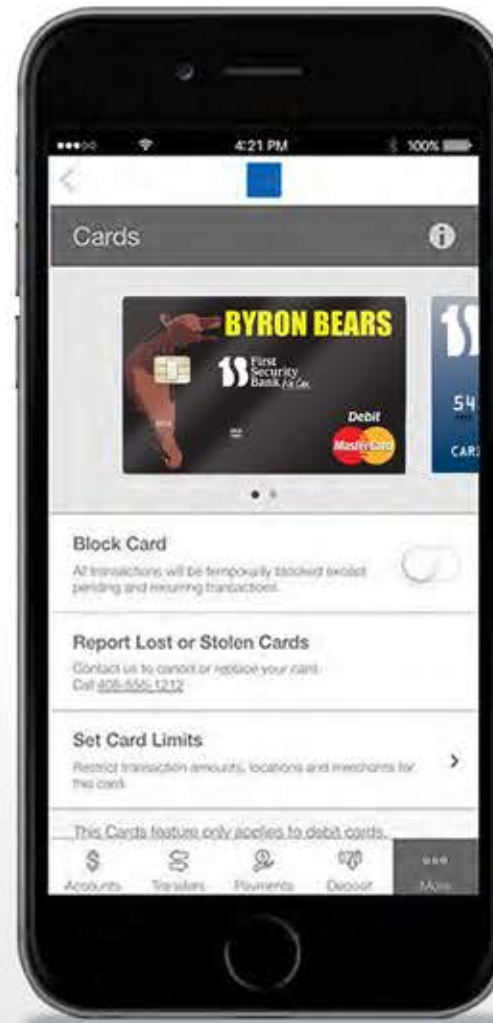 4:21 PM
100%
Cards
BYRON BEARS
First
Security
Bank
Debit
MasterCard
54
CAR
Block Card
All transactions will be temporarily blocked except
pending and recurring transactions.
Report Lost or Stolen Cards
Contact us to cancel or replace your card.
Call 408-555-1212
Set Card Limits
Restrict transaction amounts, locations and merchants for
this card.
This Cards feature only applies to debit cards.
Accounts Transfers Payments Deposit More